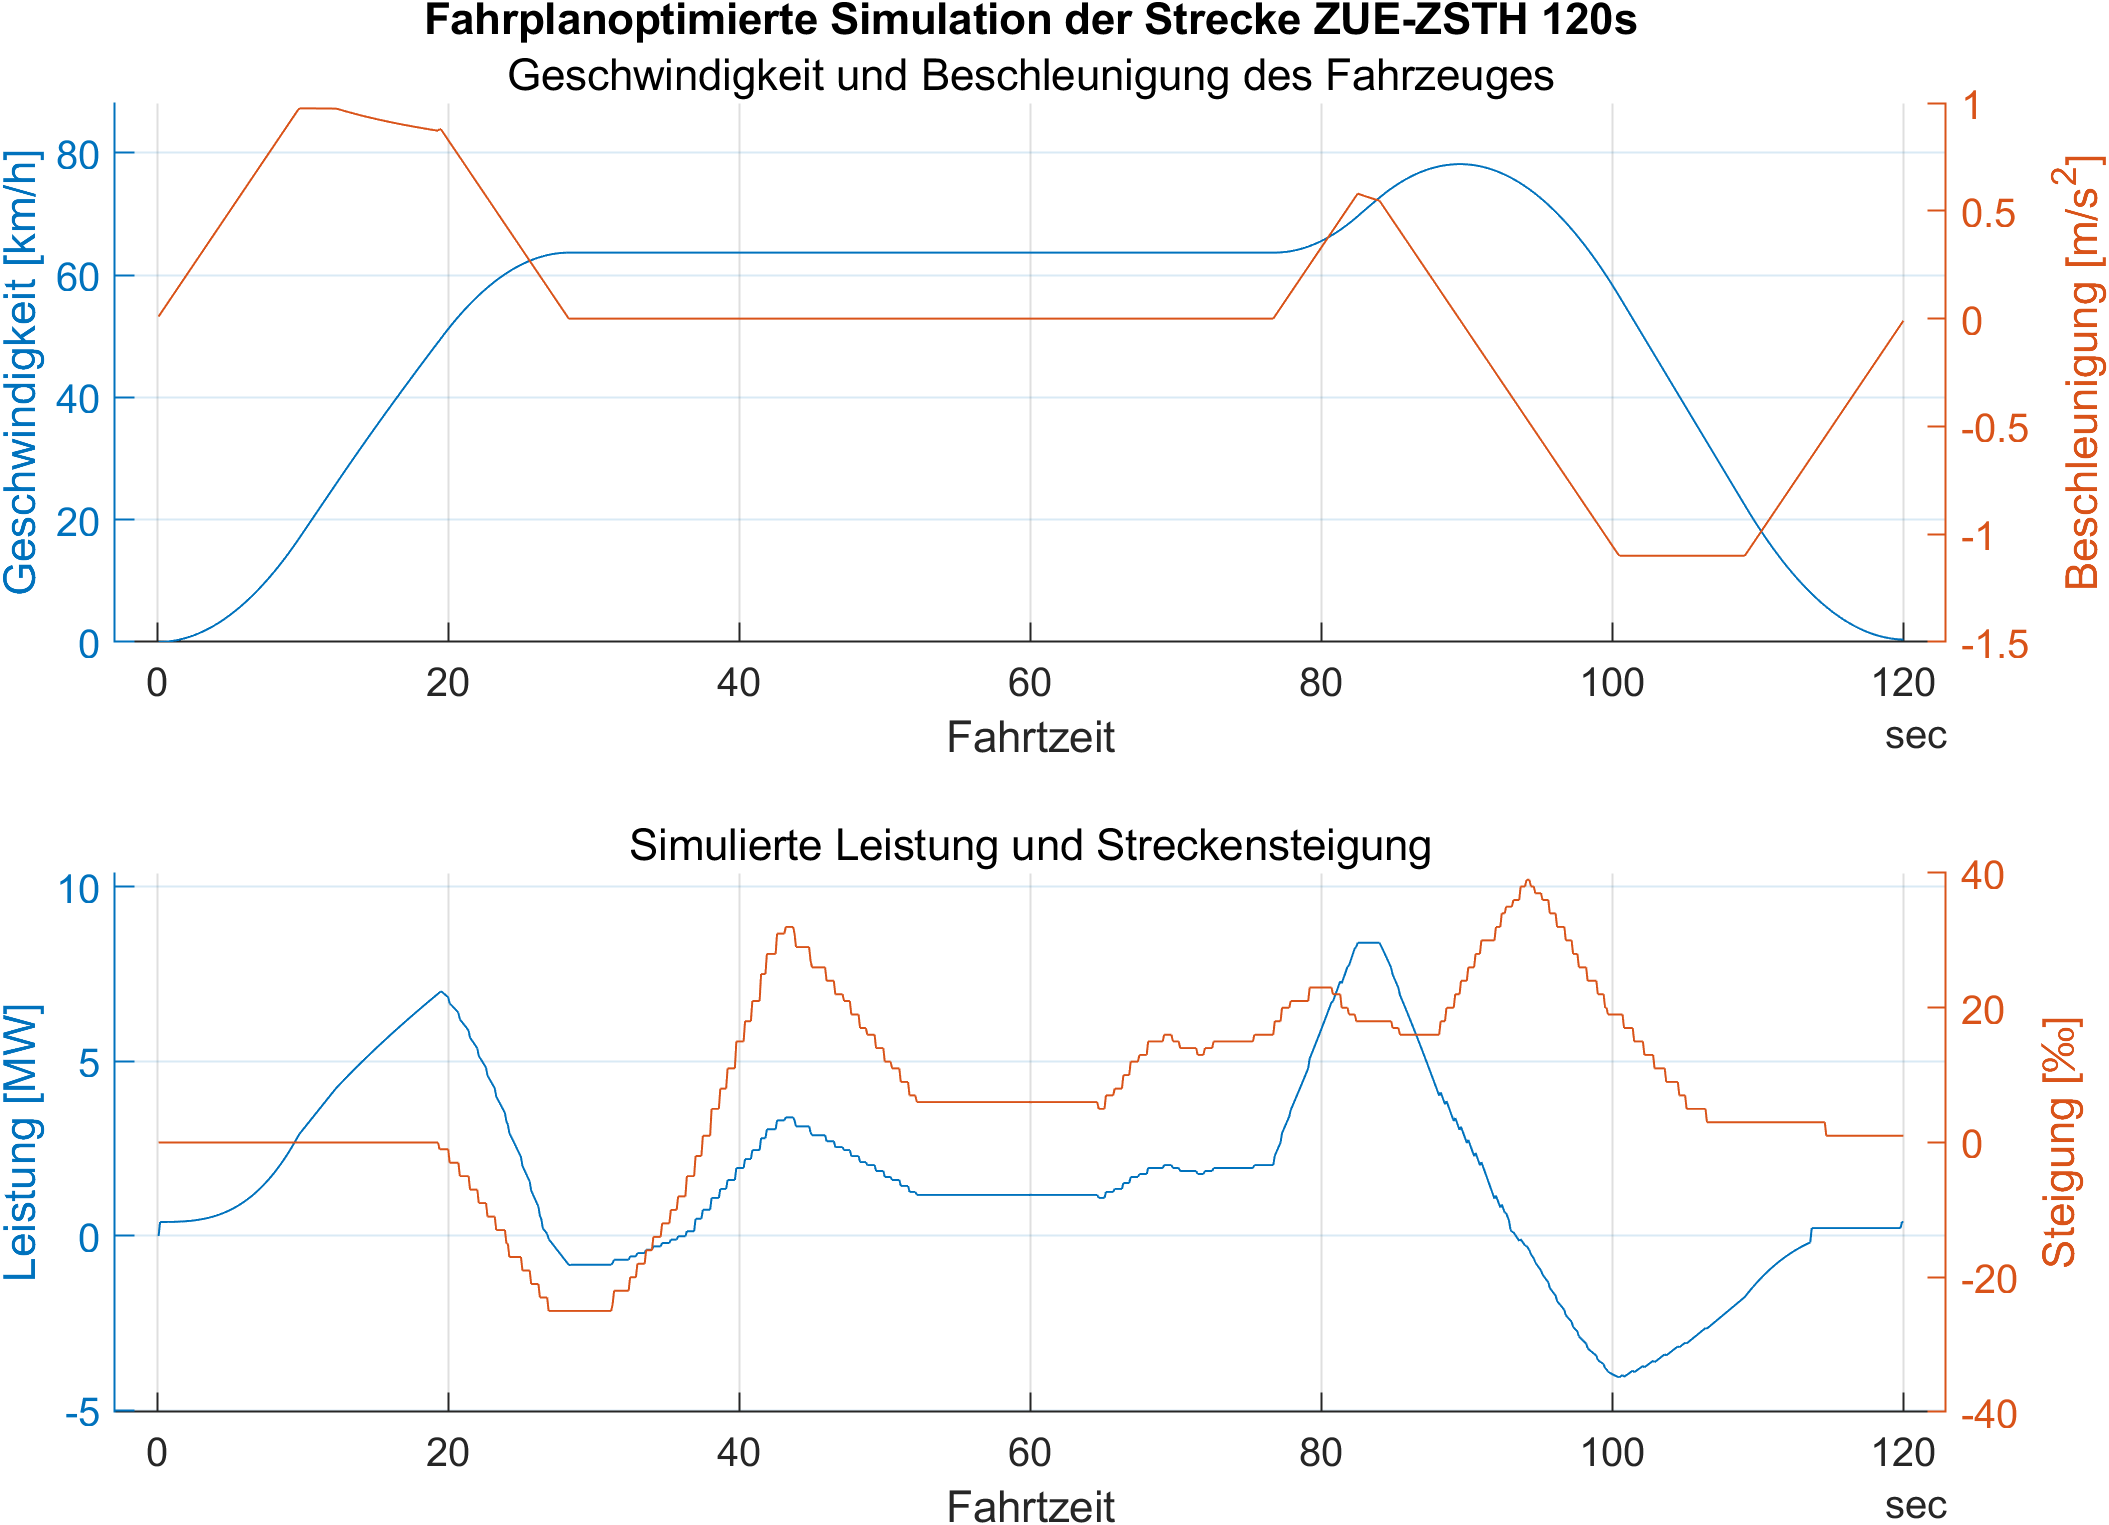 Fahrplanoptimierte Simulation der Strecke ZUE-ZSTH 120s
Geschwindigkeit und Beschleunigung des Fahrzeuges
Geschwindigkeit [km/h]
80
60
40
20
0
1
0.5
0
-0.5
-1
-1.5
Beschleunigung [m/s²]
0 20 40 60 80 100 120
Fahrtzeit
sec
Simulierte Leistung und Streckensteigung
Leistung [MW]
10
5
0
-5
40
20
0
-20
-40
Steigung [‰]
0 20 40 60 80 100 120
Fahrtzeit
sec